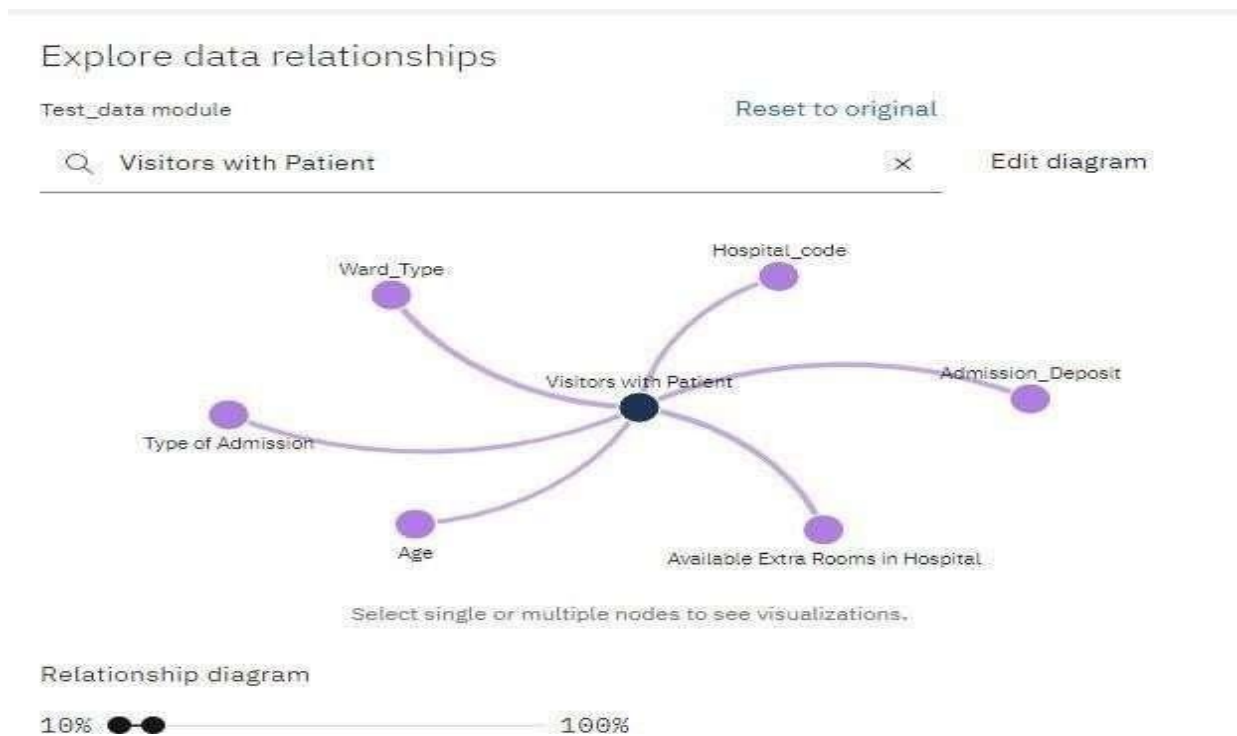 Explore data relationships
Test_data module
Reset to original
Visitors with Patient
Edit diagram
Hospital_code
Ward_Type
Admission_Deposit
Visitors with Patient
Type of Admission
Age
Available Extra Rooms in Hospital
Select single or multiple nodes to see visualizations.
Relationship diagram
10% 100%